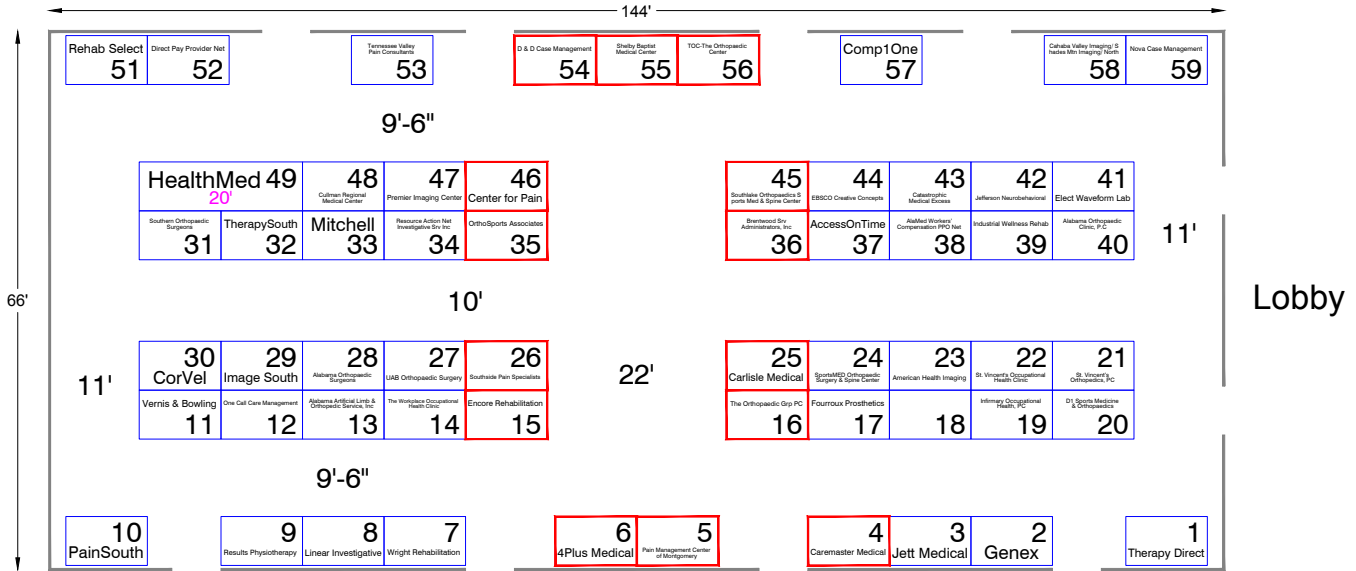 144'
66'
Rehab Select
51
Direct Pay Provider Net
52
Tennessee Valley
Pain Consultants
53
D & D Case Management
54
Shelby Baptist
Medical Center
55
TOC-The Orthopaedic
Center
56
Comp1One
57
Cahaba Valley Imaging/ S
hades Mtn Imaging/ North
58
Nova Case Management
59
9'-6"
HealthMed 49
20'
48
Cullman Regional
Medical Center
47
Premier Imaging Center
46
Center for Pain
45
Southlake Orthopaedics S
ports Med & Spine Center
44
EBSCO Creative Concepts
43
Catastrophic
Medical Excess
42
Jefferson Neurobehavioral
41
Elect Waveform Lab
Southern Orthopaedic
Surgeons
31
TherapySouth
32
Mitchell
33
Resource Action Net
Investigative Srv Inc
34
OrthoSports Associates
35
Brentwood Srv
Administrators, Inc
36
AccessOnTime
37
AlaMed Workers'
Compensation PPO Net
38
Industrial Wellness Rehab
39
Alabama Orthopaedic
Clinic, P.C
40
11'
Lobby
10'
11'
22'
30
CorVel
29
Image South
28
Alabama Orthopaedic
Surgeons
27
UAB Orthopaedic Surgery
26
Southside Pain Specialists
25
Carlisle Medical
24
SportsMED Orthopaedic
Surgery & Spine Center
23
American Health Imaging
22
St. Vincent's Occupational
Health Clinic
21
St. Vincent's
Orthopedics, PC
Vernis & Bowling
11
One Call Care Management
12
Alabama Artificial Limb &
Orthopedic Service, Inc
13
The Workplace Occupational
Health Clinic
14
Encore Rehabilitation
15
The Orthopaedic Grp PC
16
Fourroux Prosthetics
17
18
Infirmary Occupational
Health, PC
19
D1 Sports Medicine
& Orthopaedics
20
9'-6"
10
PainSouth
9
Results Physiotherapy
8
Linear Investigative
7
Wright Rehabilitation
6
4Plus Medical
5
Pain Management Center
of Montgomery
4
Caremaster Medical
3
Jett Medical
2
Genex
1
Therapy Direct